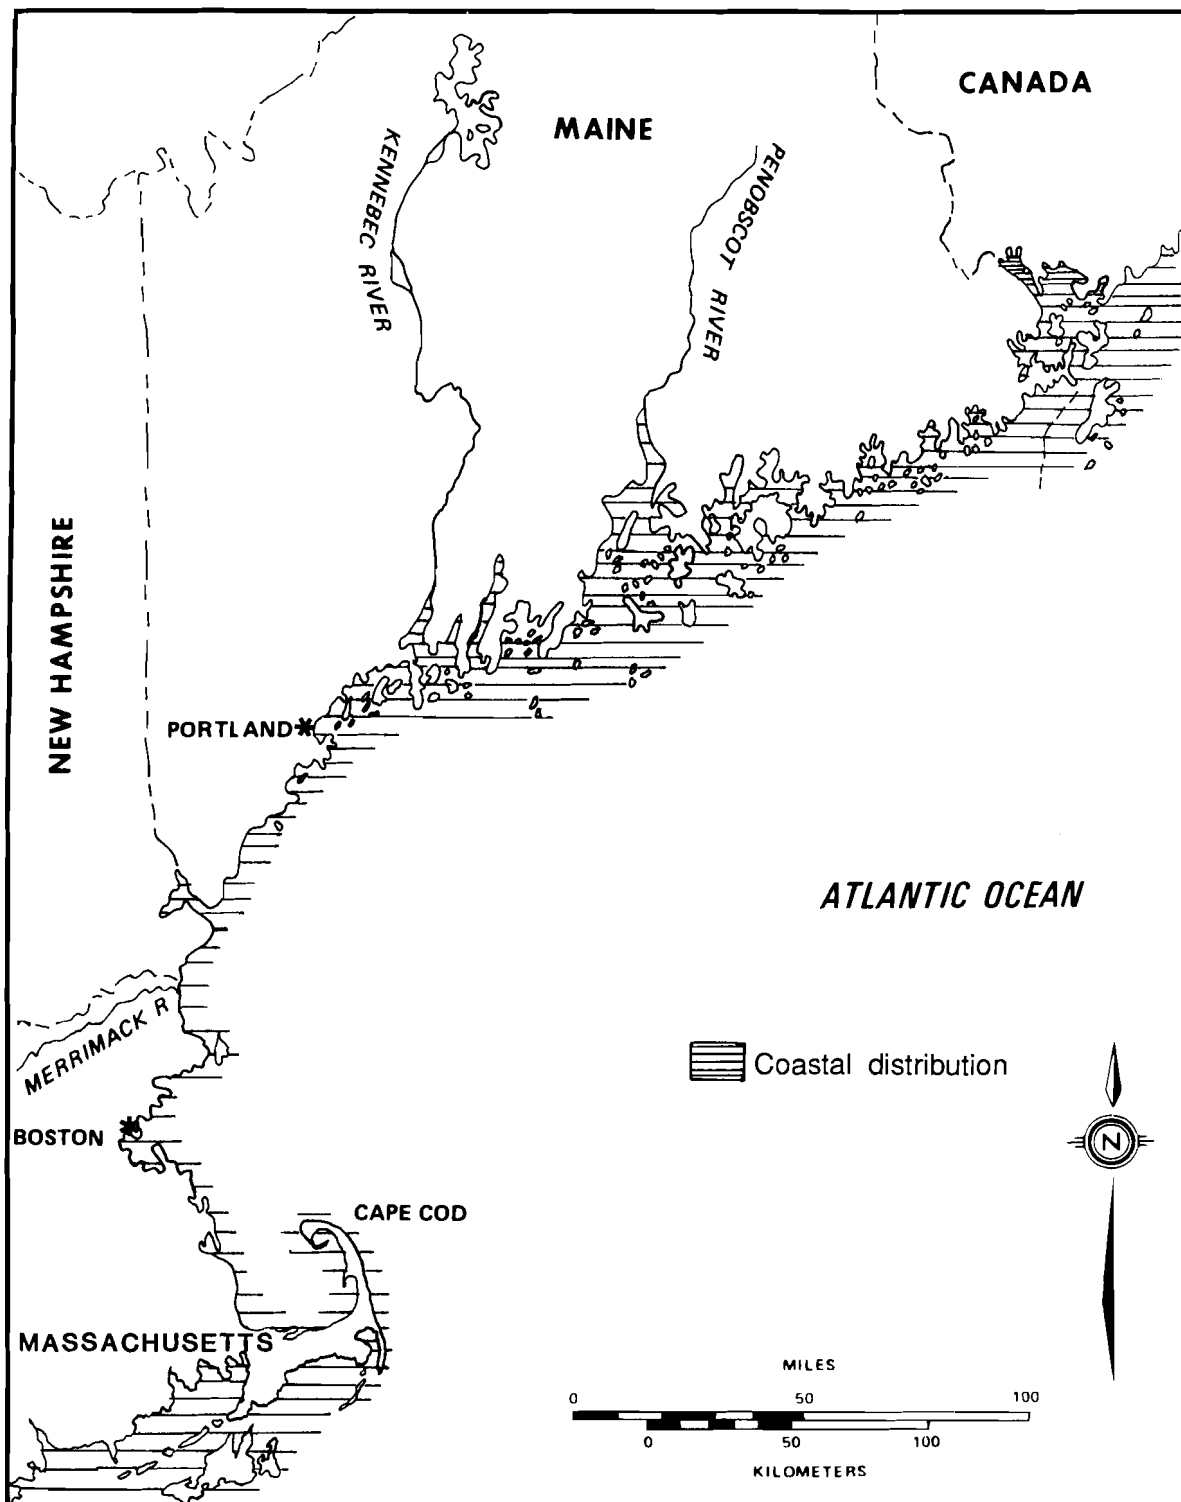 CANADA
MAINE
KENNEBEC RIVER
PENOBSCOT RIVER
NEW HAMPSHIRE
PORTLAND
ATLANTIC OCEAN
MERRIMACK R
Coastal distribution
BOSTON
N
CAPE COD
MASSACHUSETTS
MILES
0 50 100
0 50 100
KILOMETERS